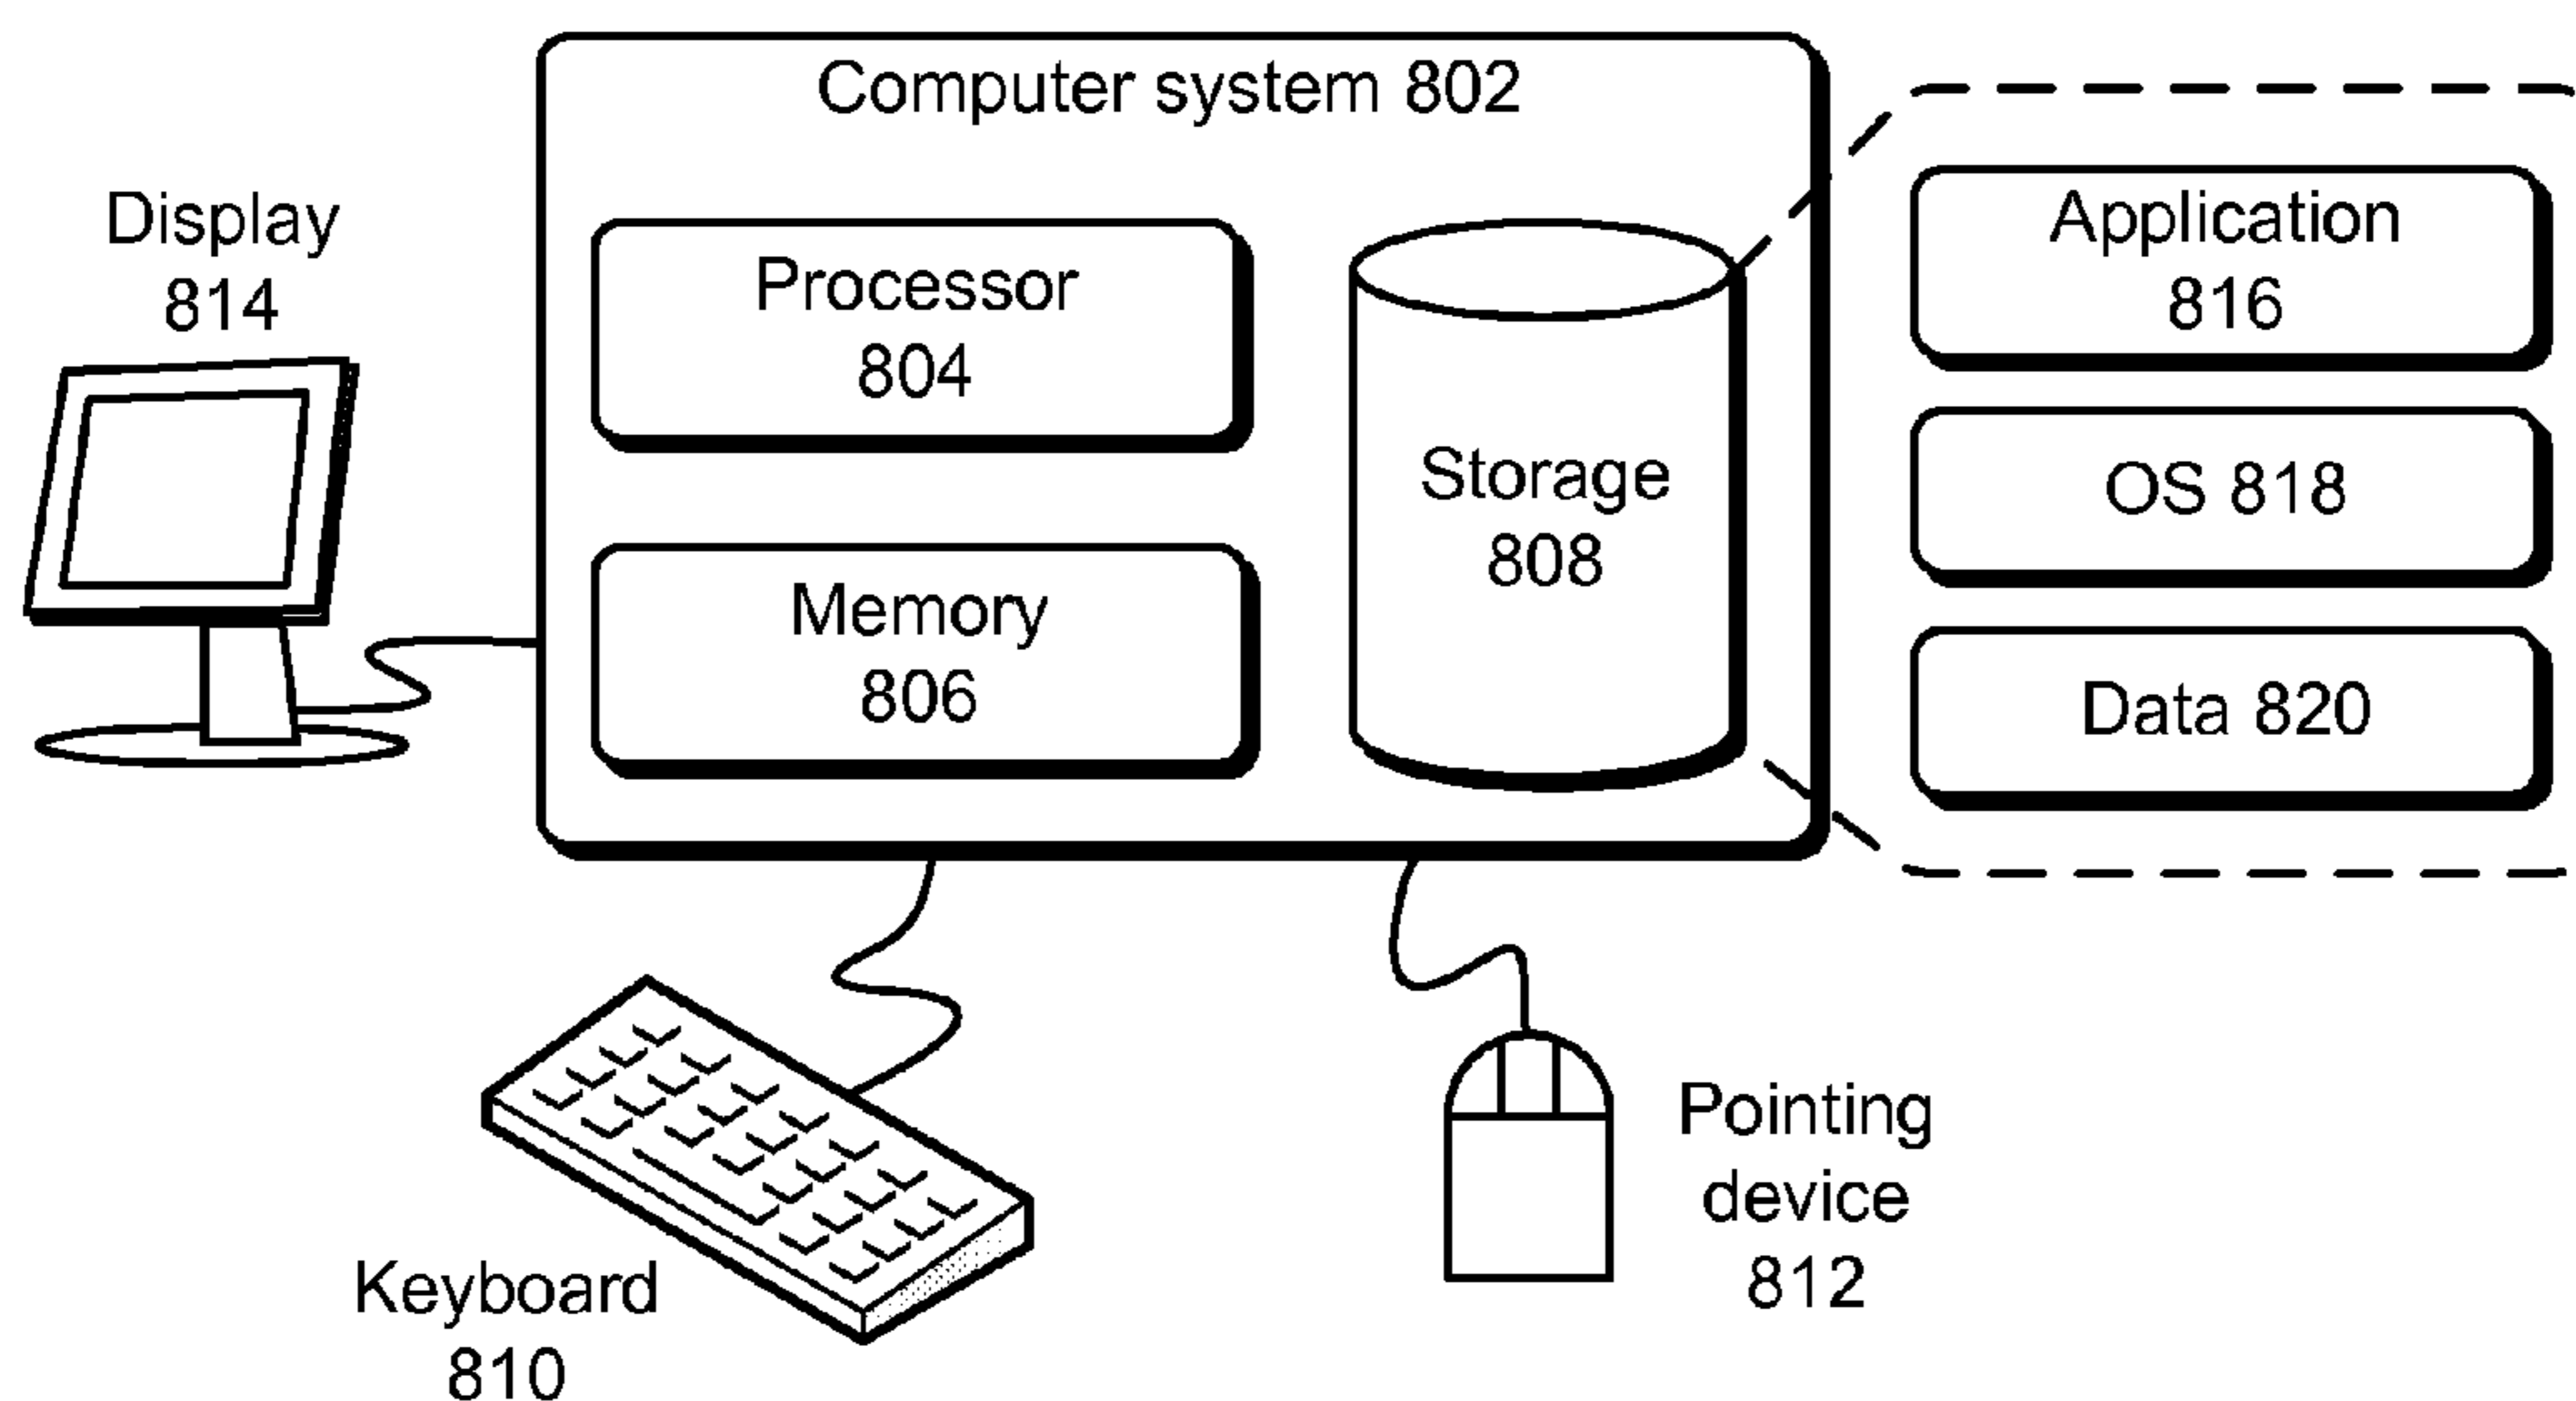 Computer system 802
Display
814
Processor
804
Memory
806
Storage
808
Application
816
OS 818
Data 820
Keyboard
810
Pointing
device
812